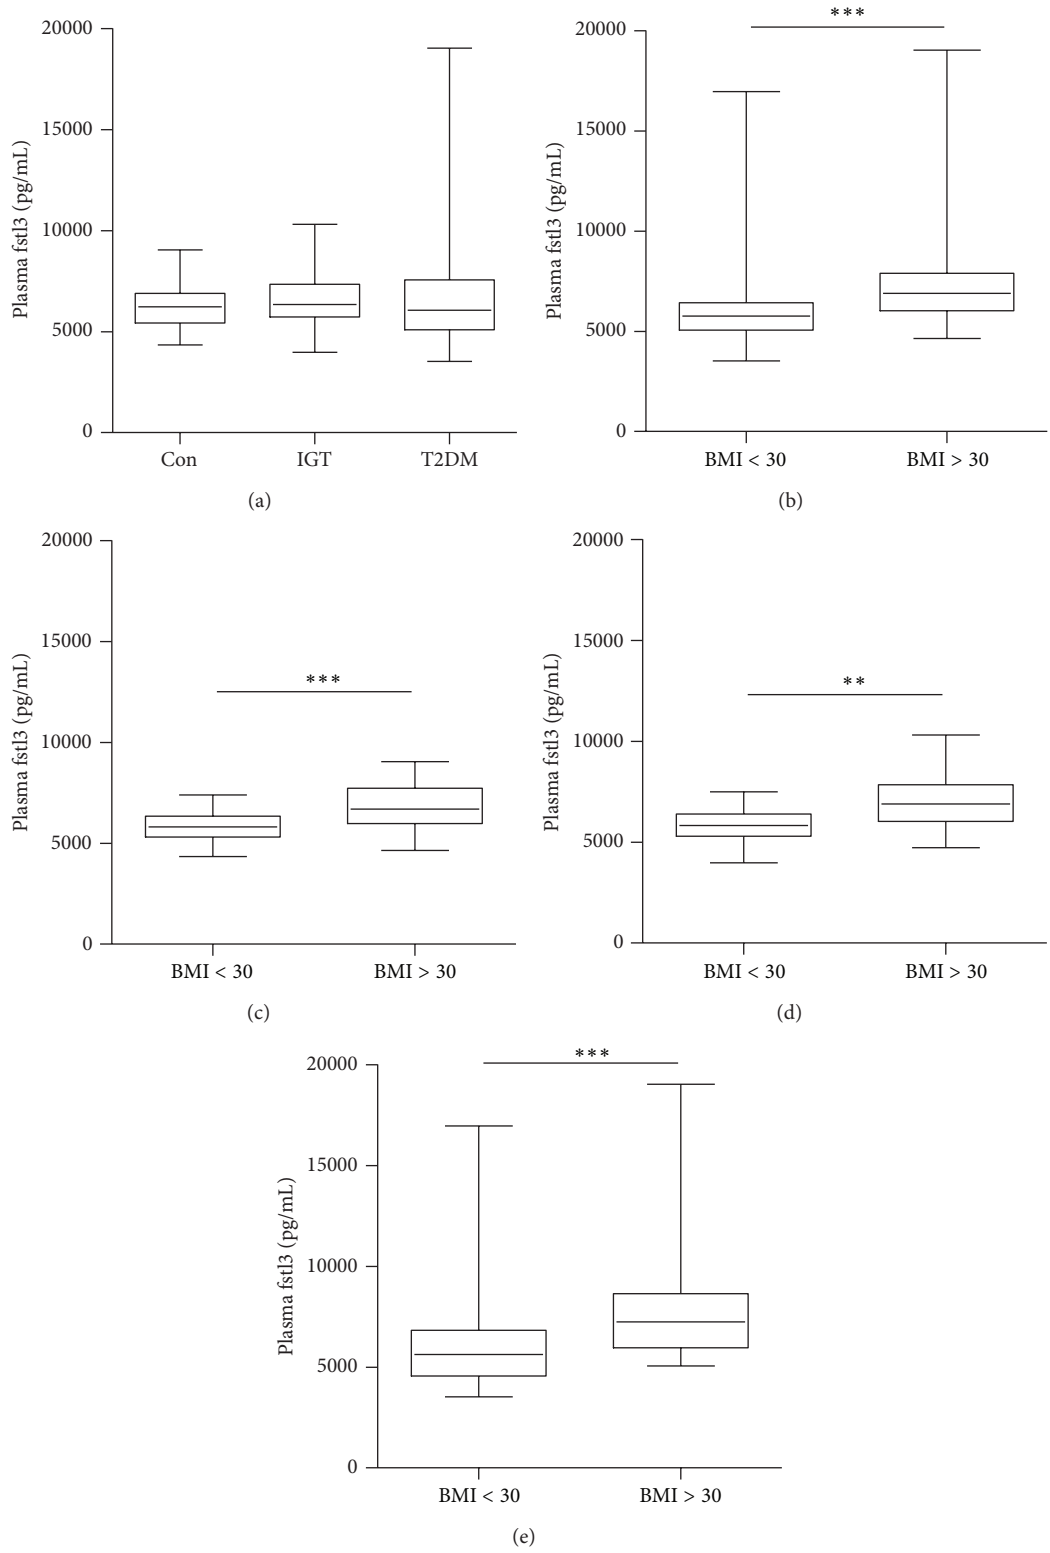 20000
15000
10000
5000
0
Plasma fstl3 (pg/mL)
Con IGT T2DM
(a)
***
20000
15000
10000
5000
0
Plasma fstl3 (pg/mL)
BMI < 30 BMI > 30
(b)
20000
15000
10000
5000
0
Plasma fstl3 (pg/mL)
***
BMI < 30 BMI > 30
(c)
20000
15000
10000
5000
0
Plasma fstl3 (pg/mL)
**
BMI < 30 BMI > 30
(d)
***
20000
15000
10000
5000
0
Plasma fstl3 (pg/mL)
BMI < 30 BMI > 30
(e)